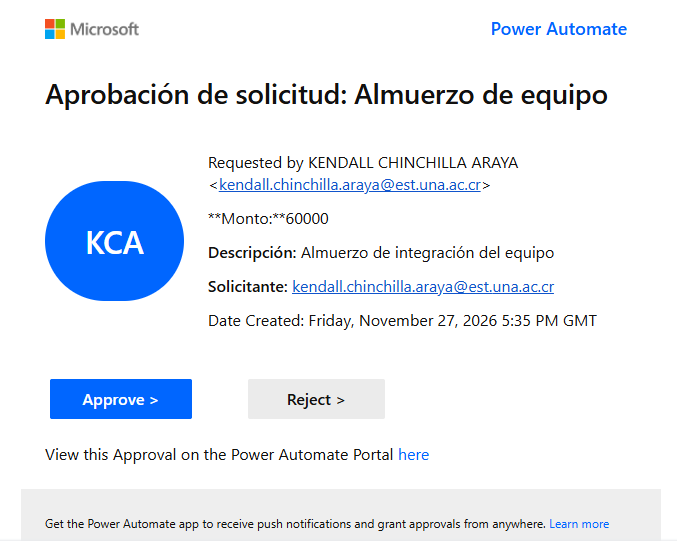 Microsoft
Power Automate
Aprobación de solicitud: Almuerzo de equipo
KCA
Requested by KENDALL CHINCHILLA ARAYA
<kendall.chinchilla.araya@est.una.ac.cr>
**Monto:**60000
Descripción: Almuerzo de integración del equipo
Solicitante: kendall.chinchilla.araya@est.una.ac.cr
Date Created: Friday, November 27, 2026 5:35 PM GMT
Approve >
Reject >
View this Approval on the Power Automate Portal here
Get the Power Automate app to receive push notifications and grant approvals from anywhere. Learn more